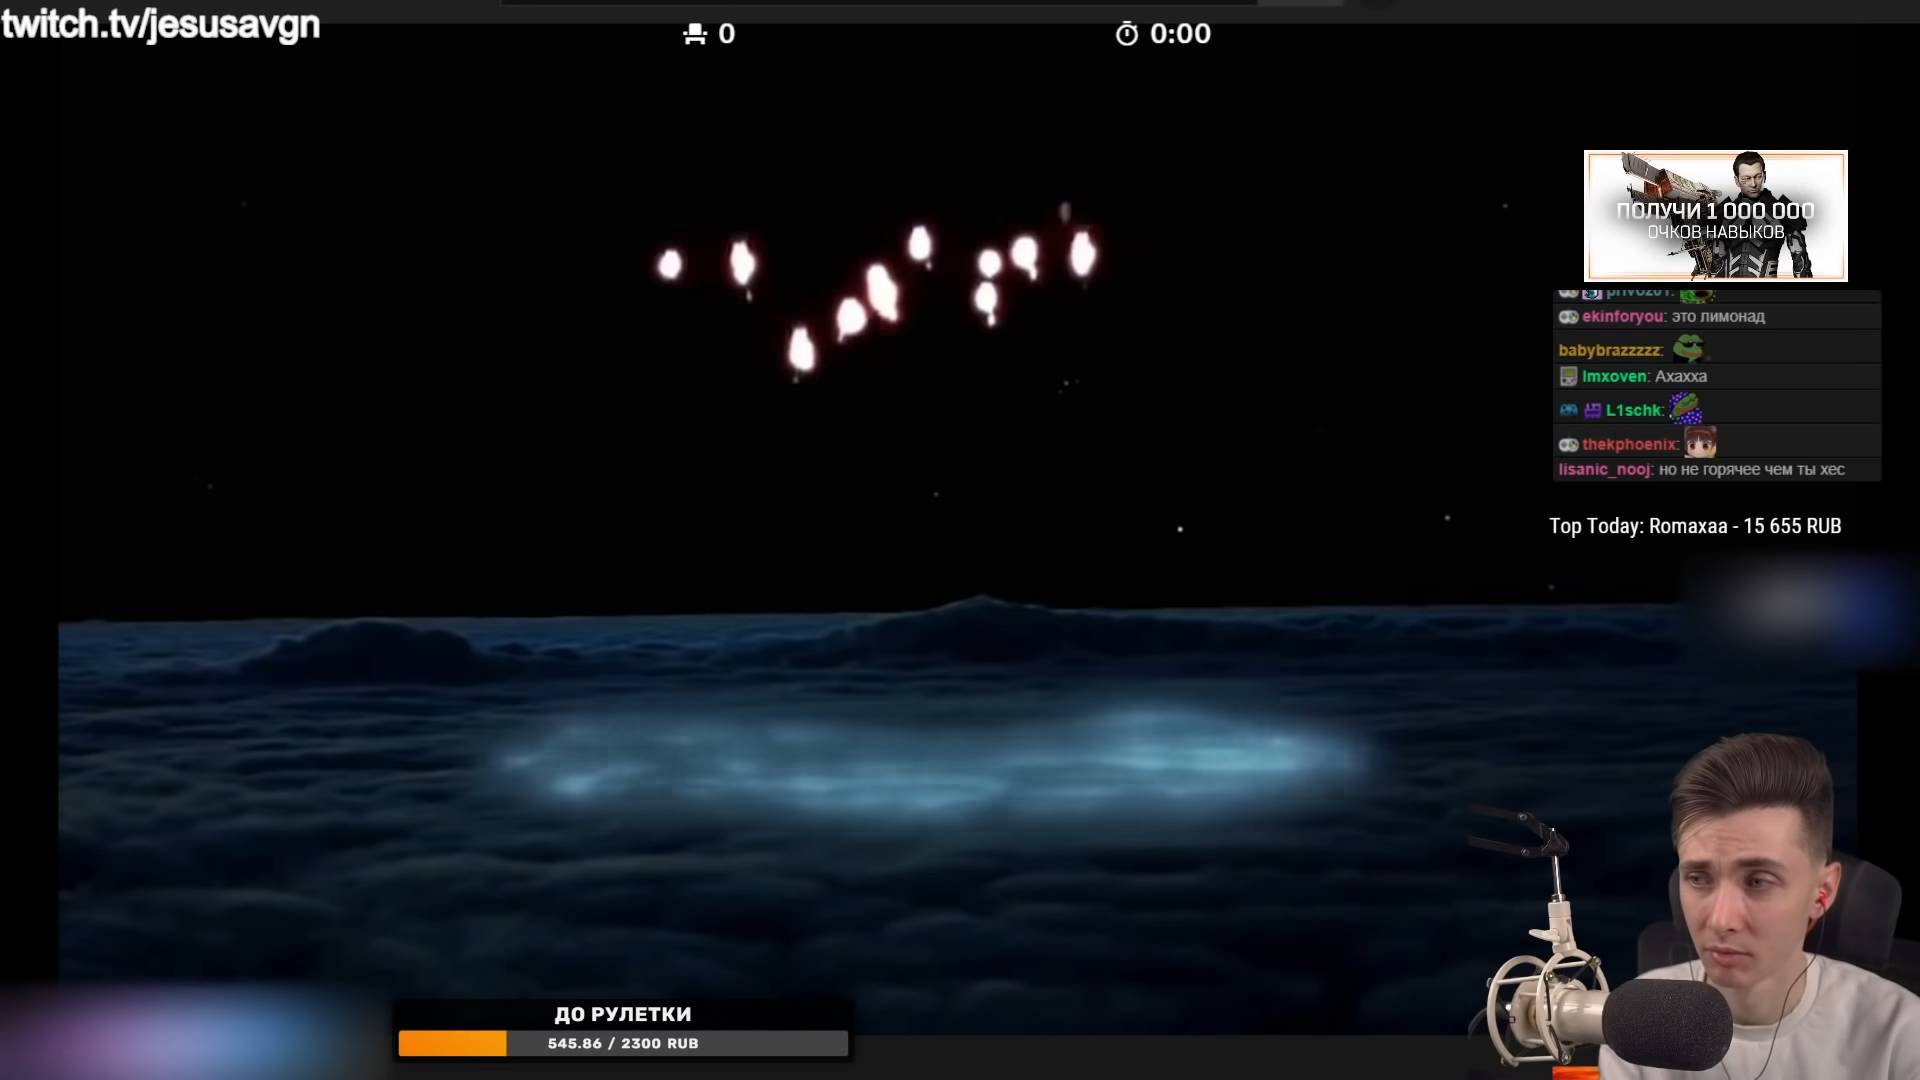 twitch.tv/jesusavgn
0
0:00
ПОЛУЧИ 1 000 000
ОЧКОВ НАВЫКОВ
ekinforyou: это лимонад
babybrazzzzz:
lmxoven: Ахахха
L1schk:
thekphoenix:
lisanic_nooj: но не горячее чем ты хес
Top Today: Romaxaa - 15 655 RUB
ДО РУЛЕТКИ
545.86 / 2300 RUB